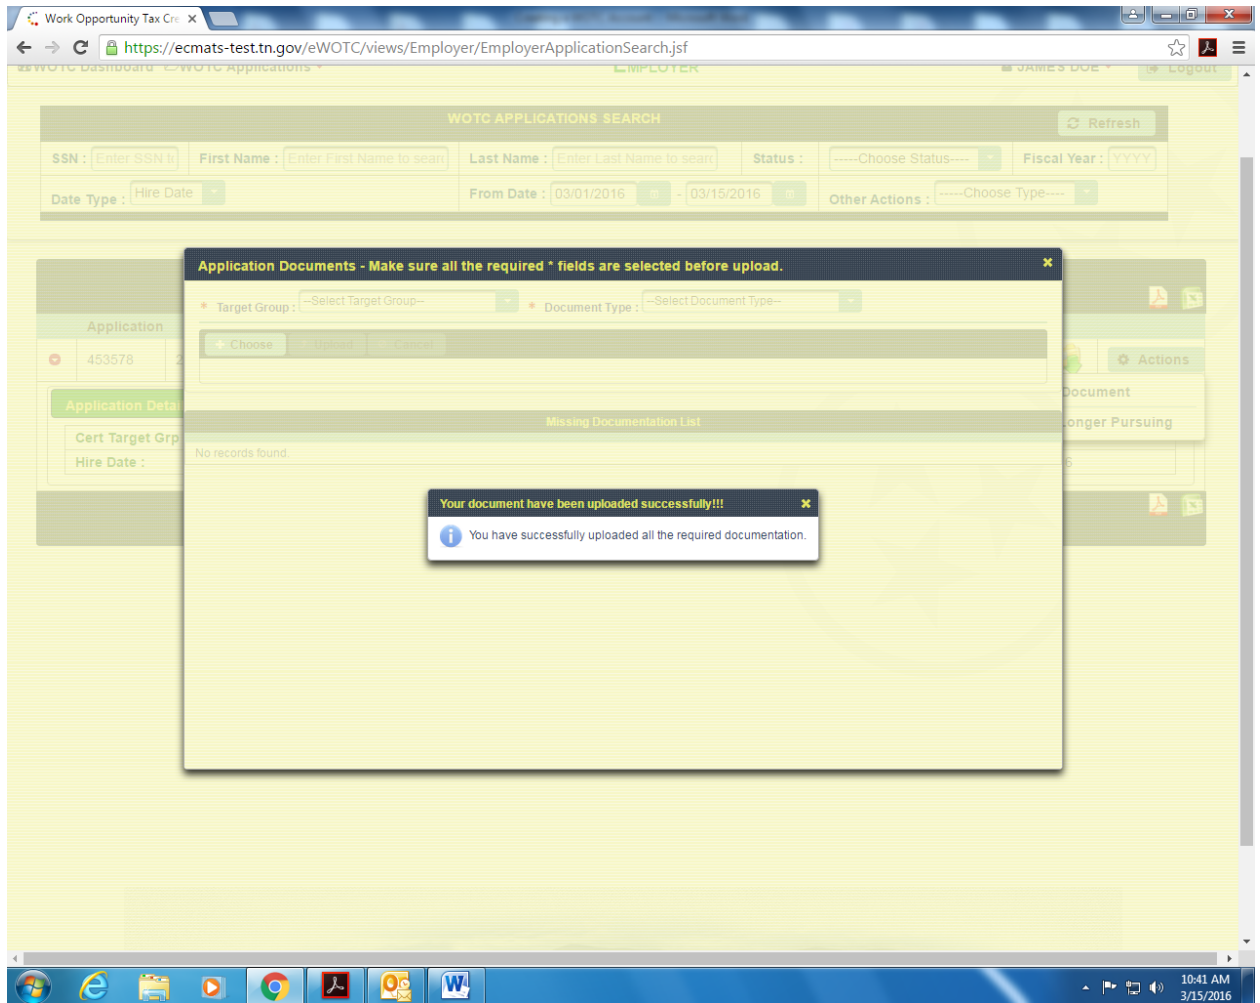 Work Opportunity Tax Cre
https://ecmats-test.tn.gov/eWOTC/views/Employer/EmployerApplicationSearch.jsf
WOTC Dashboard WOTC Applications EMPLOYER JAMES DOE Logout
WOTC APPLICATIONS SEARCH Refresh
SSN : Enter SSN to First Name : Enter First Name to searc Last Name : Enter Last Name to searc Status : -----Choose Status---- Fiscal Year : YYYY
Date Type : Hire Date From Date : 03/01/2016 - 03/15/2016 Other Actions : -----Choose Type----
Application Documents - Make sure all the required * fields are selected before upload.
* Target Group : --Select Target Group-- * Document Type : --Select Document Type--
Application
+ Choose Upload Cancel
453578 2 Actions
Document
Application Detai
Missing Documentation List
onger Pursuing
Cert Target Grp
No records found.
Hire Date : 6
Your document have been uploaded successfully!!!
You have successfully uploaded all the required documentation.
10:41 AM
3/15/2016